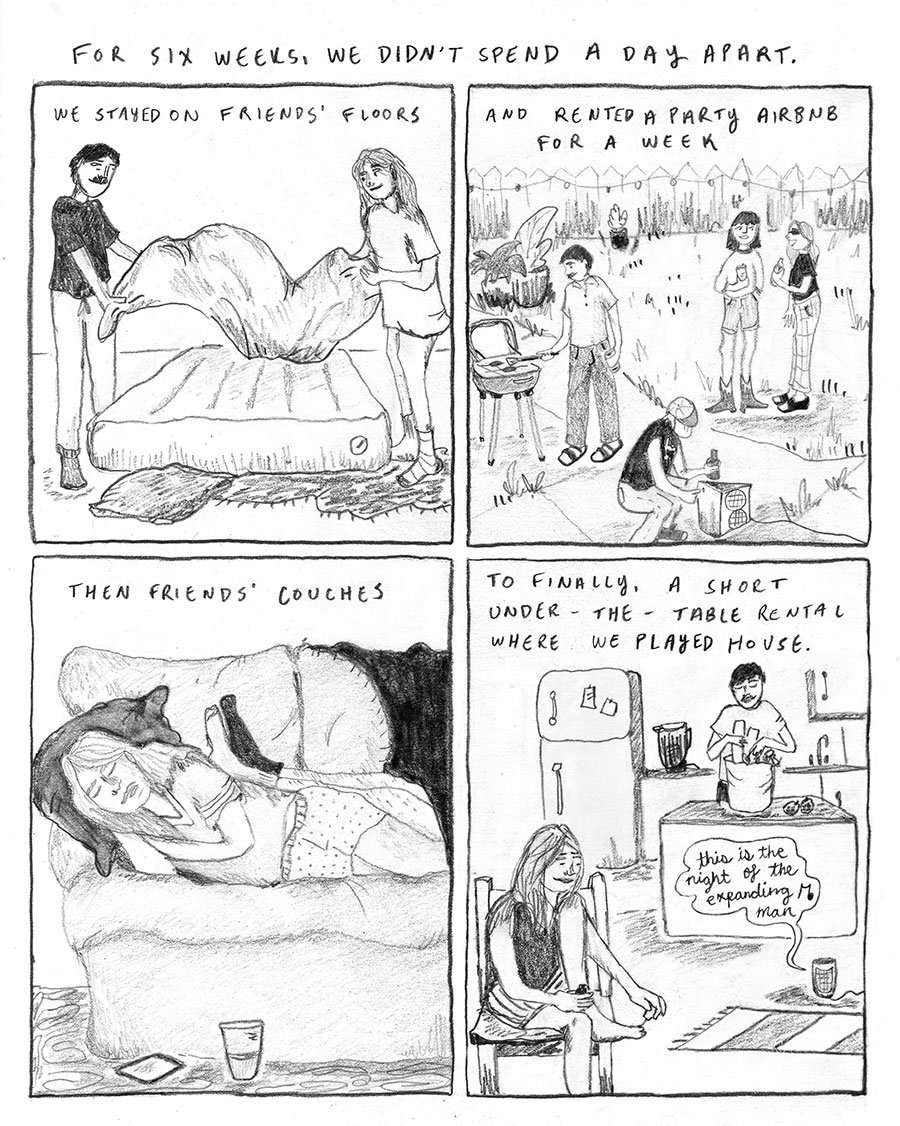 FOR SIX WEEKS, WE DIDN'T SPEND A DAY APART.
WE STAYED ON FRIENDS' FLOORS
AND RENTED A PARTY AIRBNB
FOR A WEEK
THEN FRIENDS' COUCHES
TO FINALLY, A SHORT
UNDER-THE-TABLE RENTAL
WHERE WE PLAYED HOUSE.
this is the
night of the
expanding
man